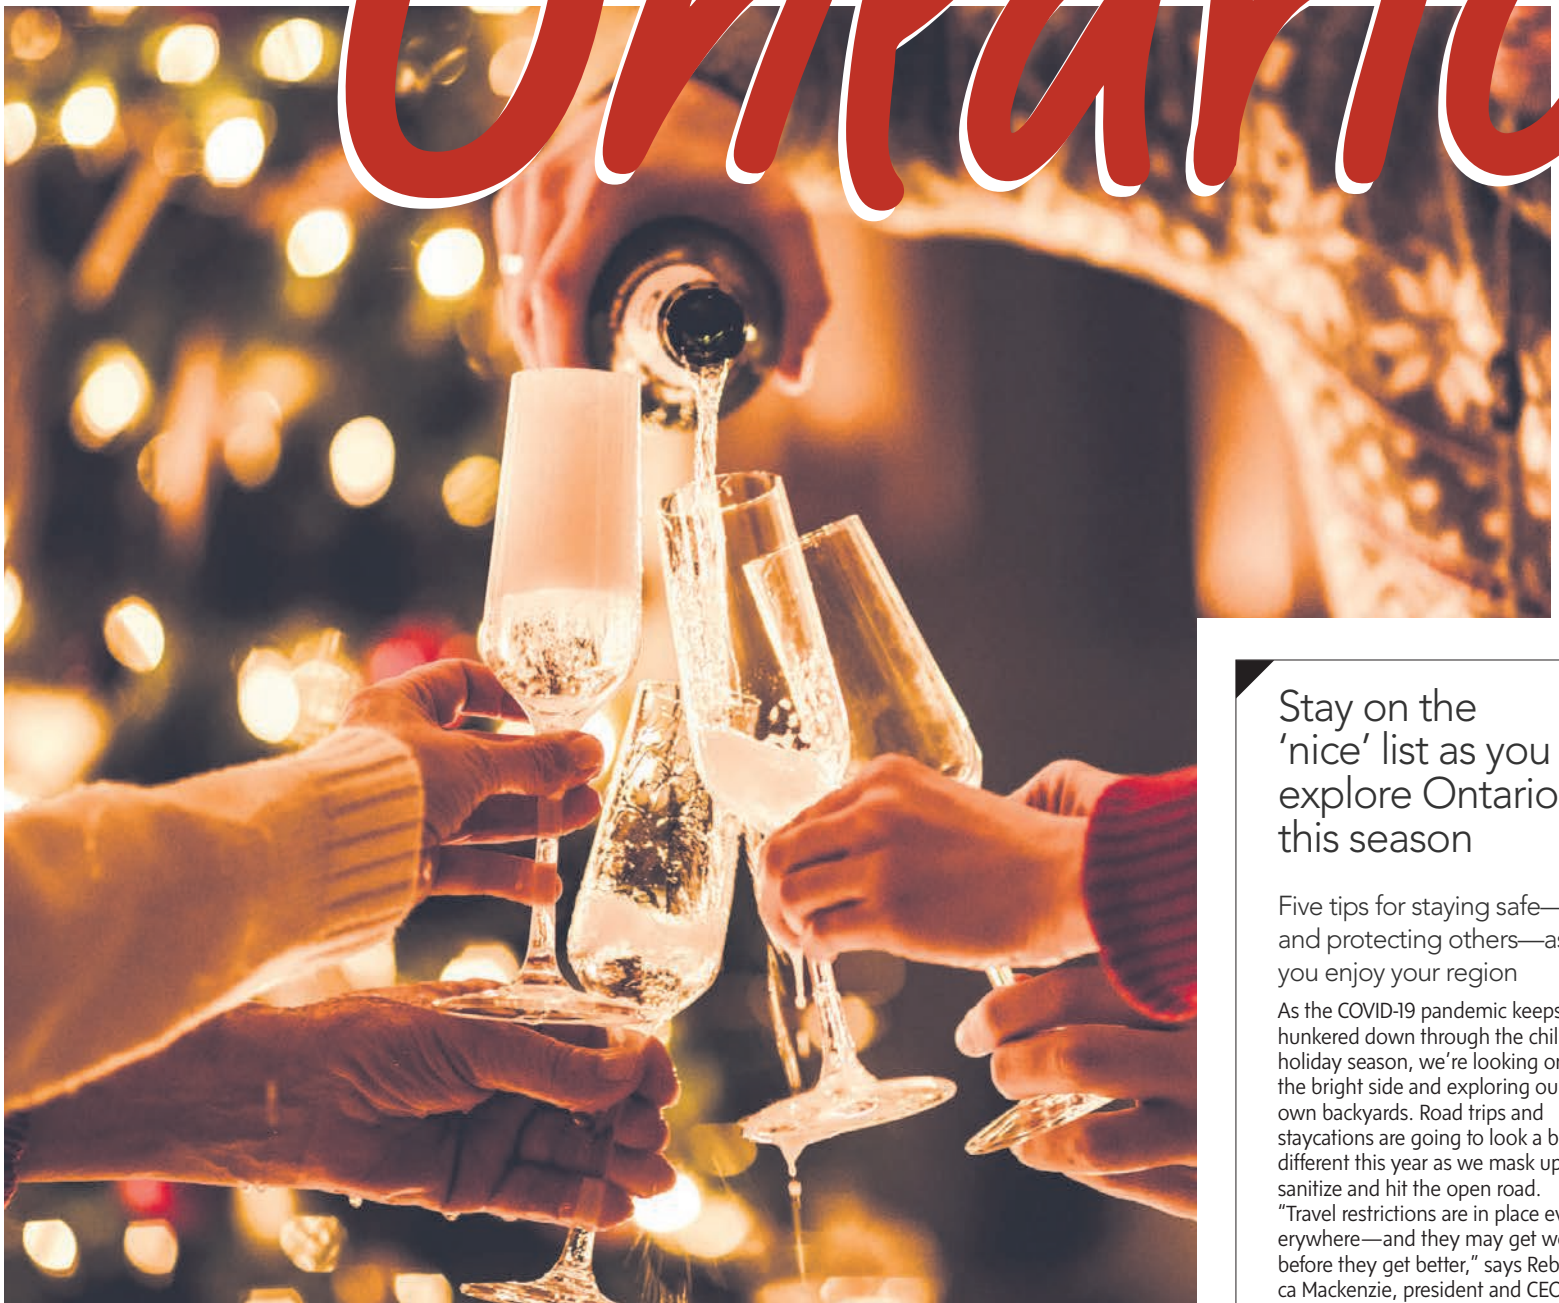 Ontario
Stay on the
‘nice’ list as you
explore Ontario
this season
Five tips for staying safe—
and protecting others—as
you enjoy your region
As the COVID-19 pandemic keeps
hunkered down through the
holiday season, we’re looking on
the bright side and exploring our
own backyards. Road trips and
staycations are going to look a
different this year as we mask up,
sanitize and hit the open road.
“Travel restrictions are in place ev-
erywhere—and they may get
before they get better,” says
ca Mackenzie, president and CEO